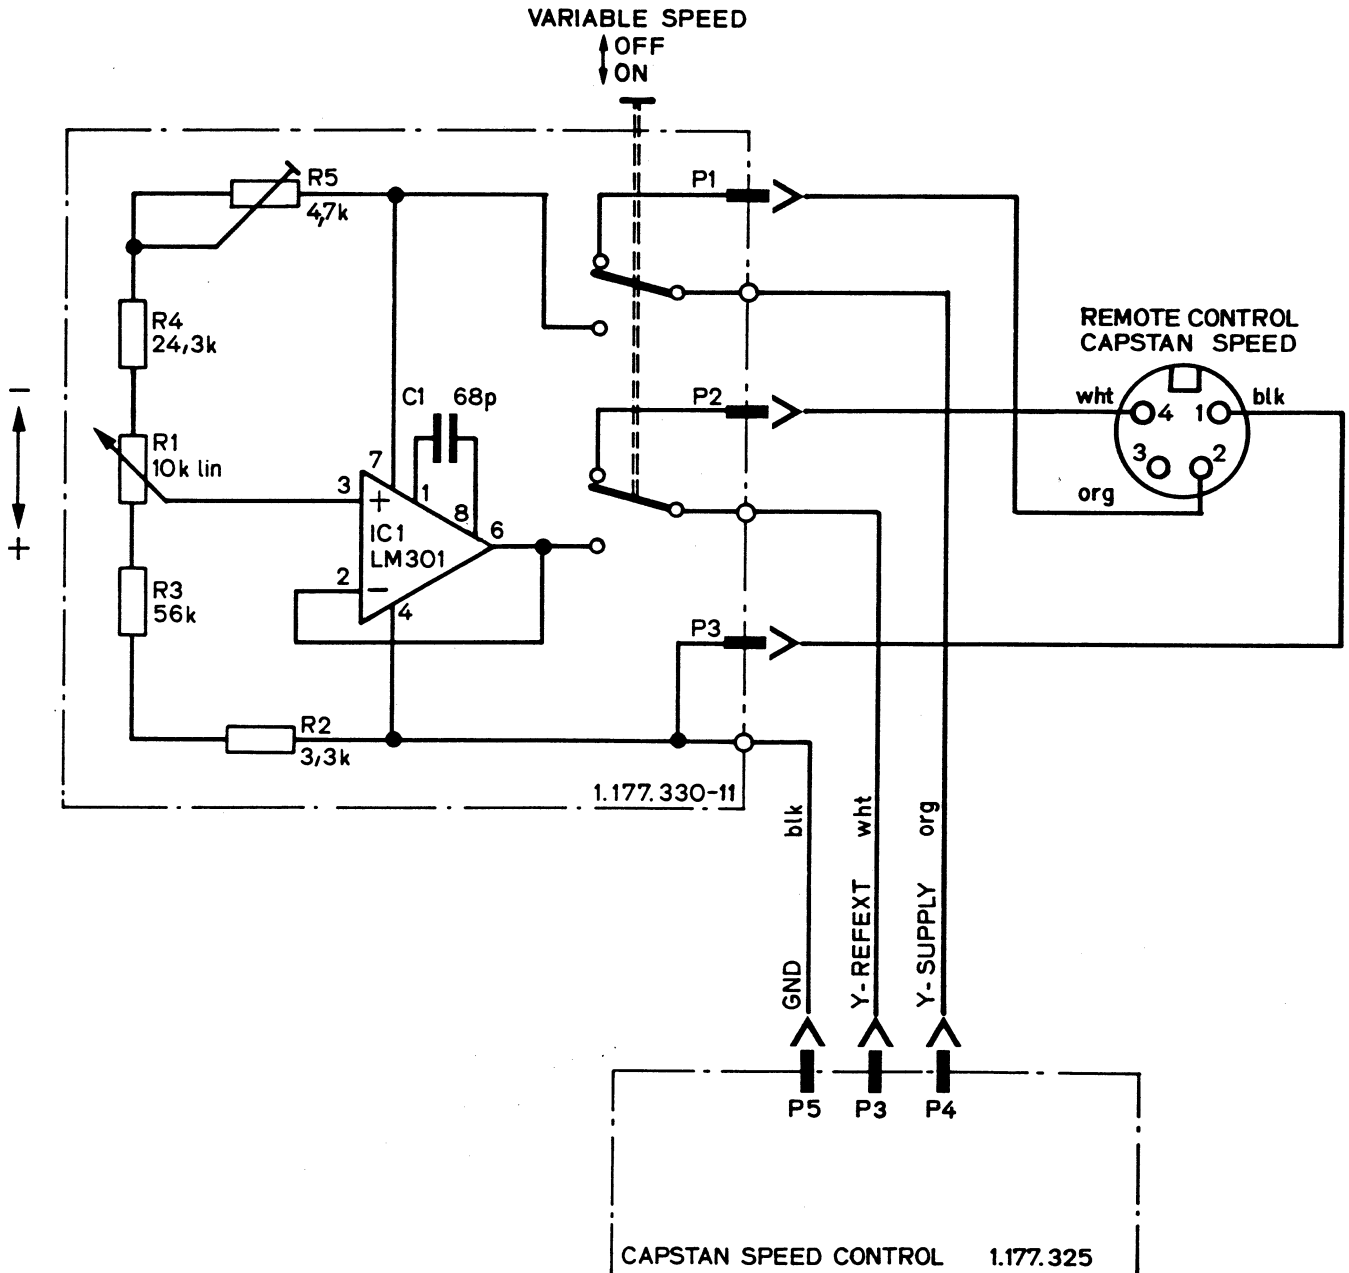 VARIABLE SPEED
OFF
ON
R5
4,7k
P1
R4
24,3k
REMOTE CONTROL
CAPSTAN SPEED
−
C1 68p
P2
wht
4
1
blk
R1
10k lin
7
3
2
3
+
1
org
8
6
IC1
LM301
+
2
−
R3
56k
4
P3
R2
3,3k
1.177.330-11
blk
wht
org
GND
Y-REFEXT
Y-SUPPLY
P5 P3 P4
CAPSTAN SPEED CONTROL 1.177.325